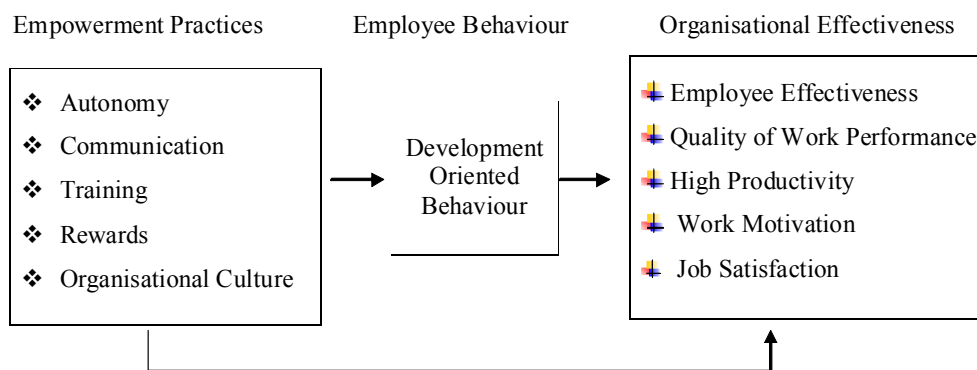 Empowerment Practices
Employee Behaviour
Organisational Effectiveness
Autonomy
Communication
Training
Rewards
Organisational Culture
Development
Oriented
Behaviour
Employee Effectiveness
Quality of Work Performance
High Productivity
Work Motivation
Job Satisfaction